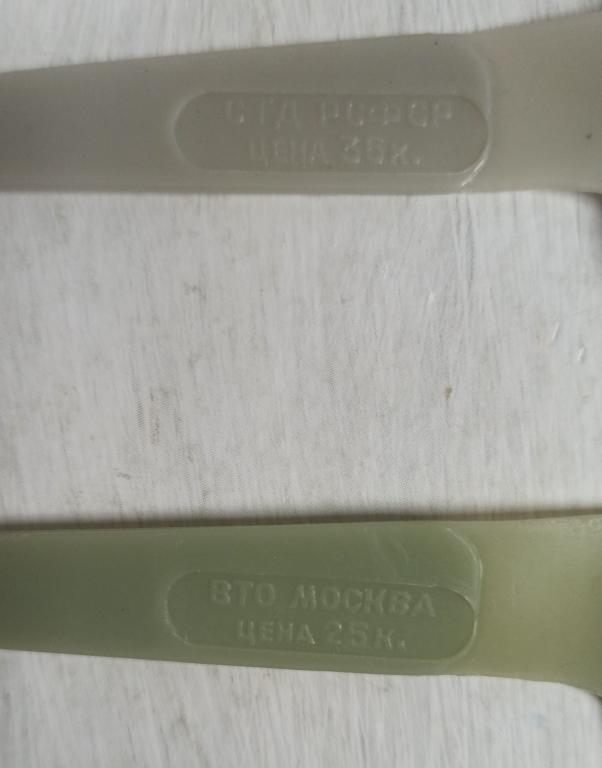 СТД РСФСР
ЦЕНА 35К.
ВТО МОСКВА
ЦЕНА 25К.